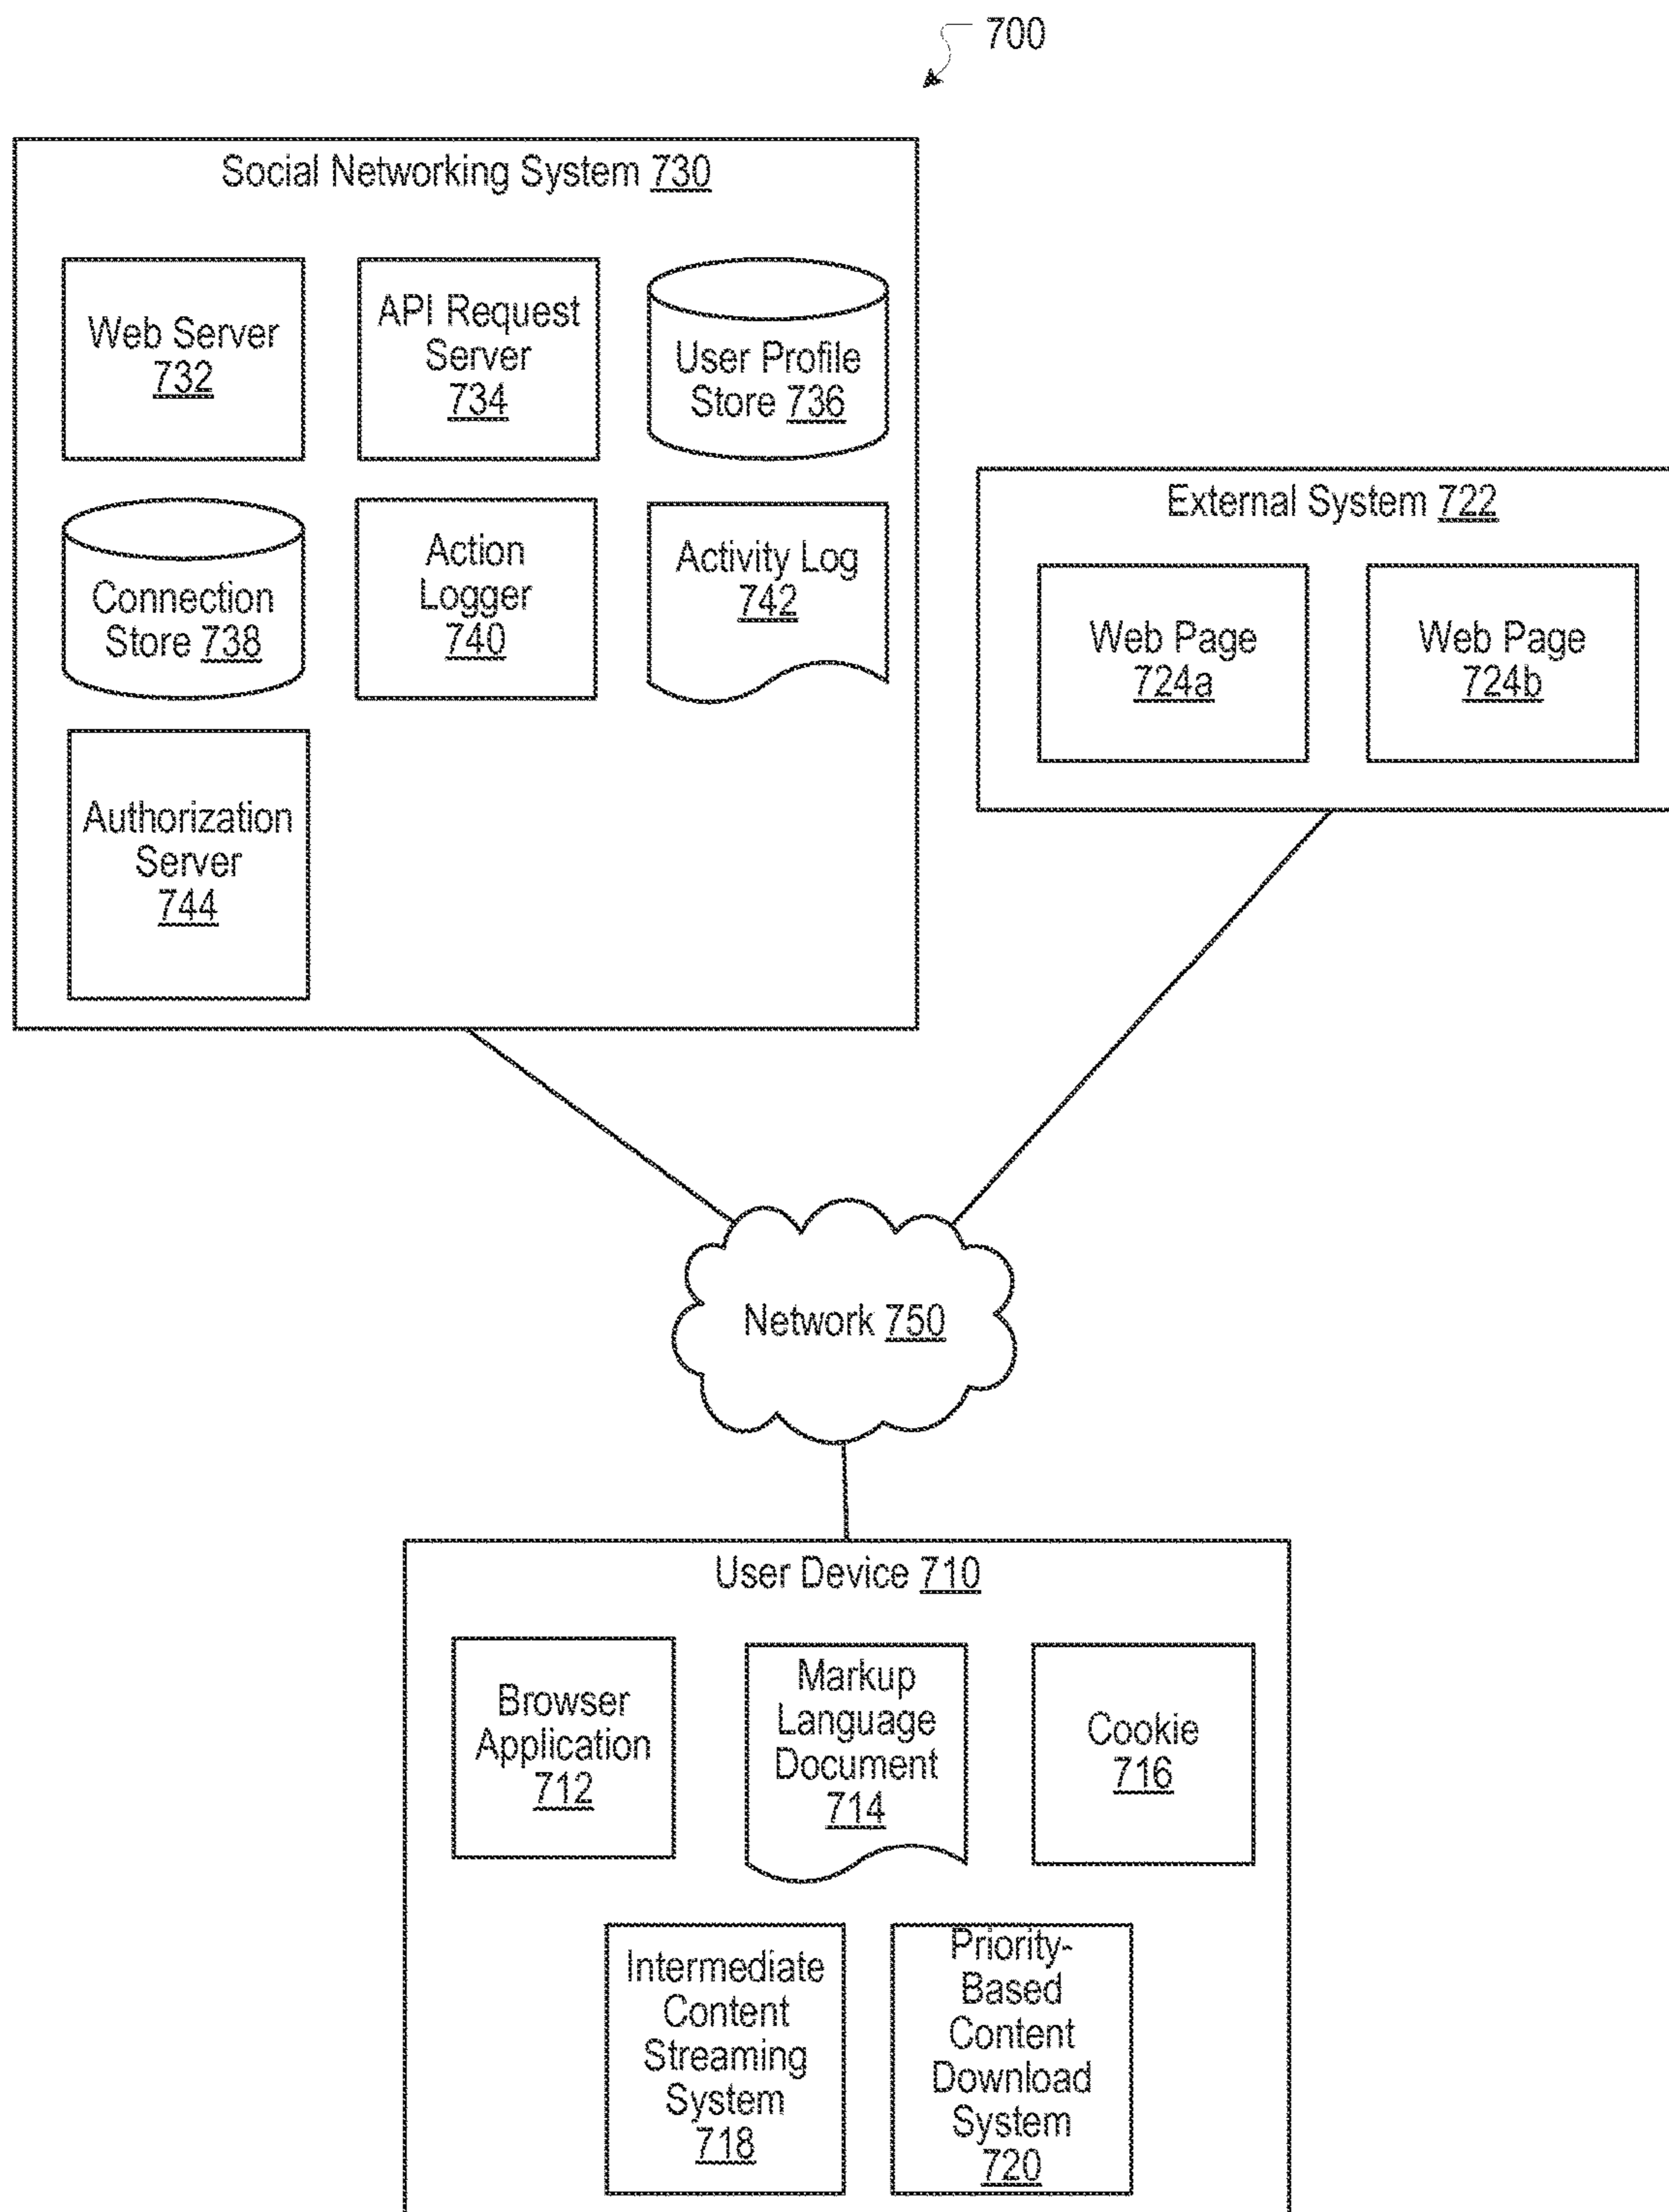 700
Social Networking System 730
Web Server
732
API Request
Server
734
User Profile
Store 736
Connection
Store 738
Action
Logger
740
Activity Log
742
Authorization
Server
744
External System 722
Web Page
724a
Web Page
724b
Network 750
User Device 710
Browser
Application
712
Markup
Language
Document
714
Cookie
716
Intermediate
Content
Streaming
System
718
Priority-
Based
Content
Download
System
720